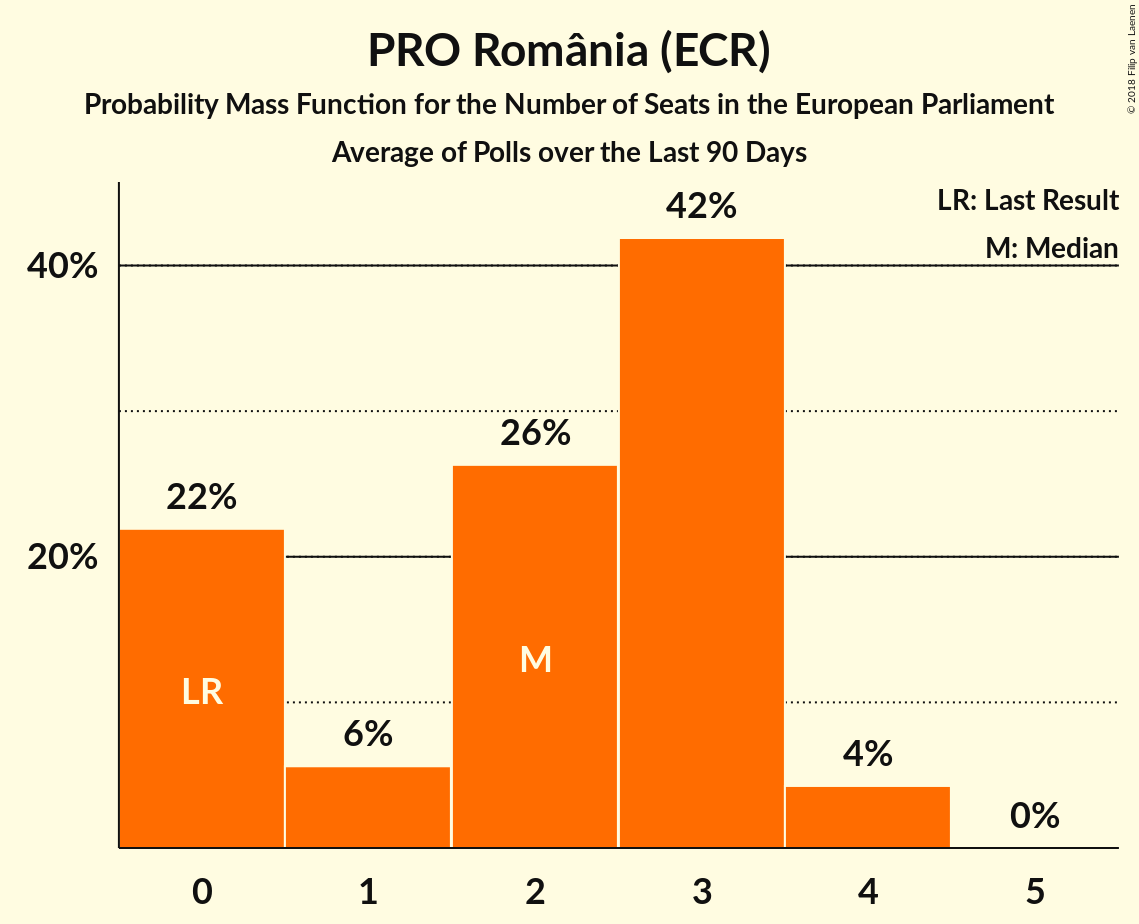 PRO România (ECR)
Probability Mass Function for the Number of Seats in the European Parliament
Average of Polls over the Last 90 Days
© 2018 Filip van Laenen
LR: Last Result
M: Median
40%
20%
22%
6%
26%
42%
4%
0%
LR
M
0 1 2 3 4 5